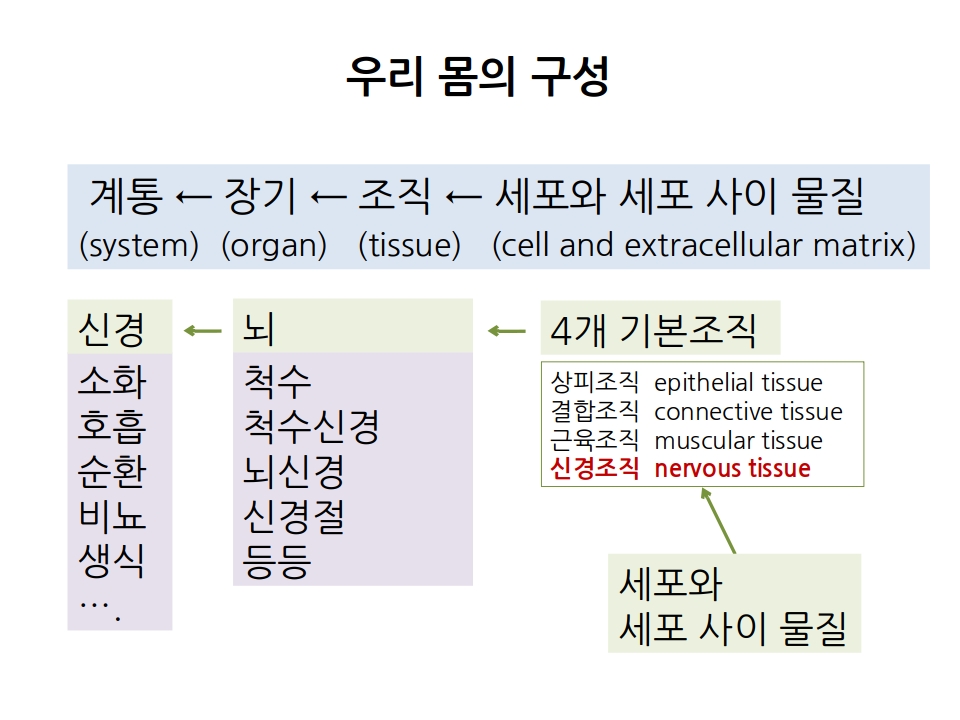 우리 몸의 구성
계통 ← 장기 ← 조직 ← 세포와 세포 사이 물질
(system) (organ) (tissue) (cell and extracellular matrix)
신경
소화
호흡
순환
비뇨
생식
….
뇌
척수
척수신경
뇌신경
신경절
등등
4개 기본조직
상피조직 epithelial tissue
결합조직 connective tissue
근육조직 muscular tissue
신경조직 nervous tissue
세포와
세포 사이 물질